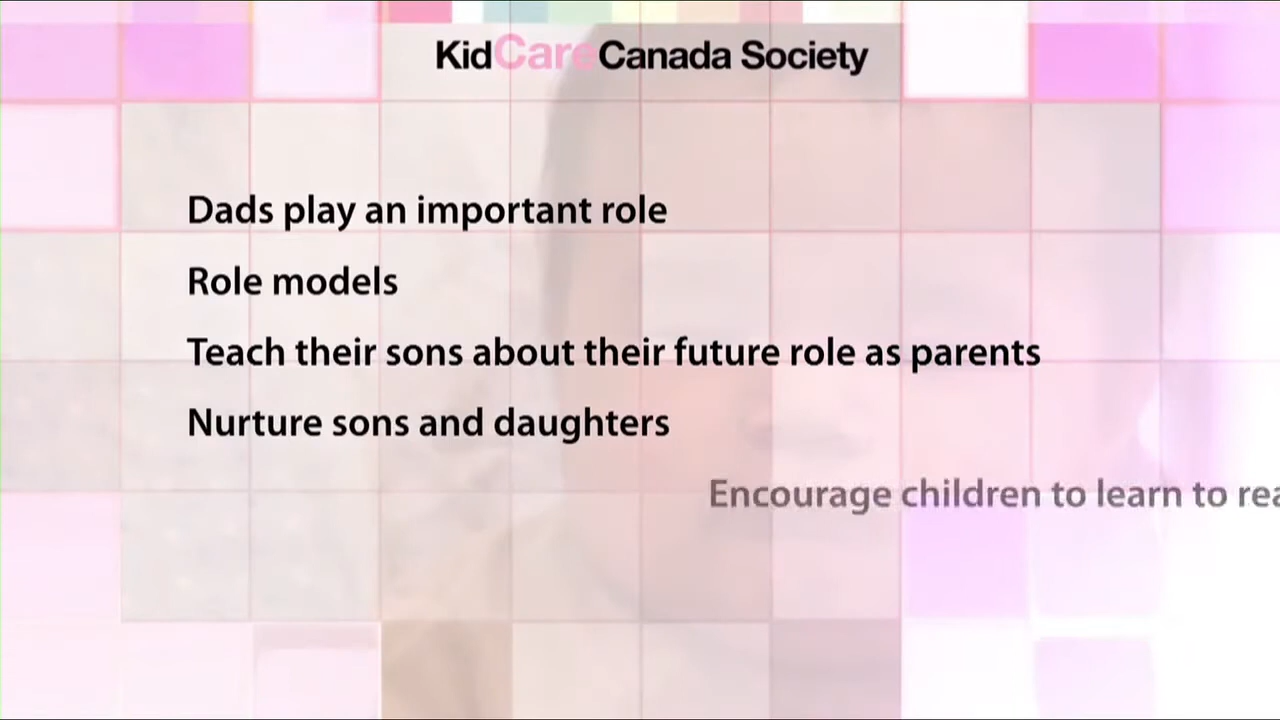 KidCareCanada Society
Dads play an important role
Role models
Teach their sons about their future role as parents
Nurture sons and daughters
Encourage children to learn to